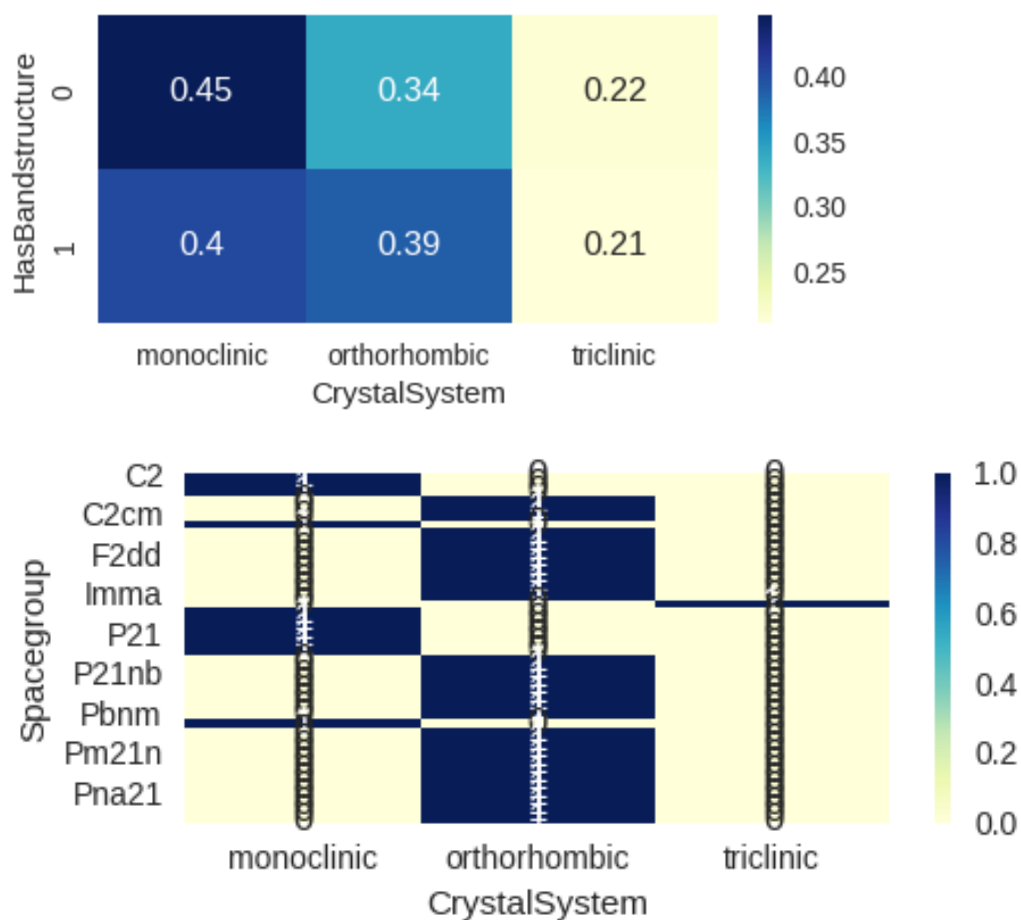 HasBandstructure
0
1
0.45 0.34 0.22
0.4 0.39 0.21
monoclinic orthorhombic triclinic
CrystalSystem
0.40
0.35
0.30
0.25
Spacegroup
C2
C2cm
F2dd
Imma
P21
P21nb
Pbnm
Pm21n
Pna21
monoclinic orthorhombic triclinic
CrystalSystem
1.0
0.8
0.6
0.4
0.2
0.0